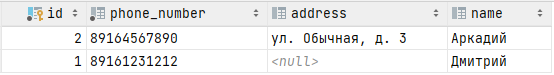 id phone_number address name
2 89164567890 ул. Обычная, д. 3 Аркадий
1 89161231212 <null> Дмитрий